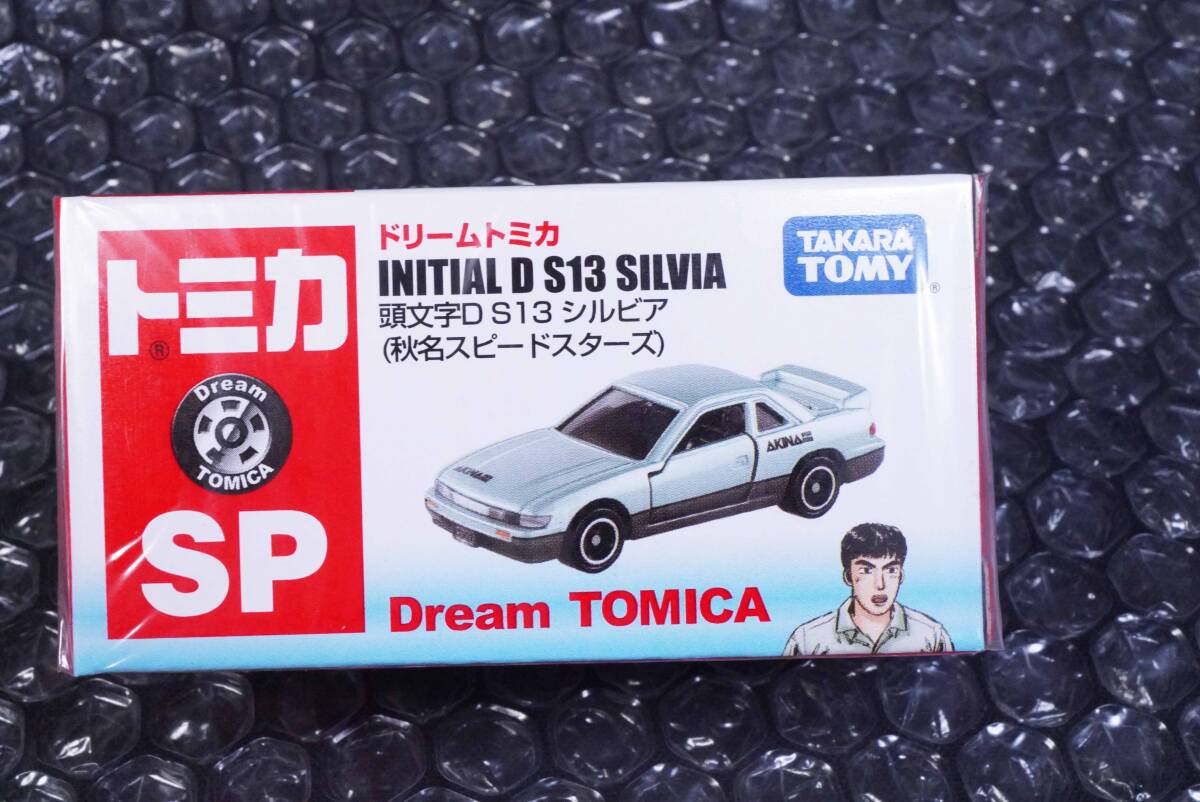 トミカ
®
Dream
TOMICA
SP
ドリームトミカ
INITIAL D S13 SILVIA
頭文字D S13 シルビア
(秋名スピードスターズ)
TAKARA
TOMY
®
AKINA
AKINA
Dream TOMICA